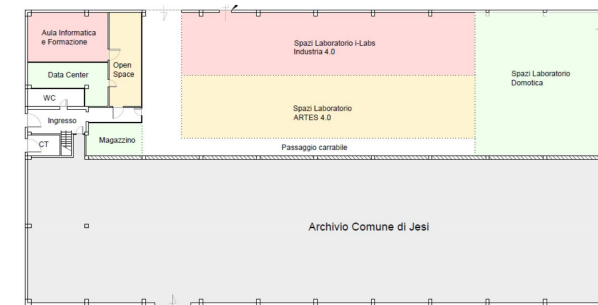 Aula Informatica
e Formazione
Open
Space
Data Center
WC
Ingresso
CT
Magazzino
Spazi Laboratorio i-Labs
Industria 4.0
Spazi Laboratorio
ARTES 4.0
Passaggio carrabile
Spazi Laboratorio
Domotica
Archivio Comune di Jesi